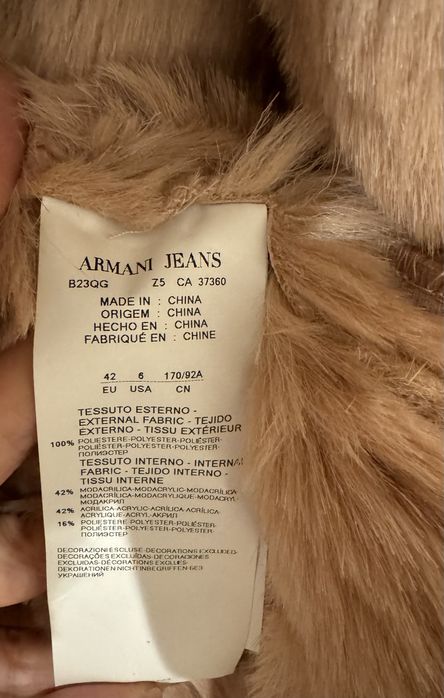 ARMANI JEANS
B23QG Z5 CA 37360
MADE IN : CHINA
ORIGEM : CHINA
HECHO EN : CHINA
FABRIQUÉ EN : CHINE
42 6 170/92A
EU USA CN
TESSUTO ESTERNO -
EXTERNAL FABRIC - TEJIDO
EXTERNO - TISSU EXTÉRIEUR
100% POLIESTERE-POLYESTER-POLIÉSTER-
POLIÉSTER-POLYESTER-POLYESTER-
ПОЛИЭСТЕР
TESSUTO INTERNO - INTERNAL
FABRIC - TEJIDO INTERNO -
TISSU INTERNE
42% MODACRILICA-MODACRYLIC-MODACRÍLICA-
MODACRÍLICA-MODACRYLIQUE-MODACRYL-
МОДАКРИЛ
42% ACRILICA-ACRYLIC-ACRÍLICA-ACRÍLICA-
ACRYLIQUE-ACRYL-АКРИЛ
16% POLIESTERE-POLYESTER-POLIÉSTER-
POLIÉSTER-POLYESTER-POLYESTER-
ПОЛИЭСТЕР
DECORAZIONI ESCLUSE-DECORATIONS EXCLUDED-
DECORAÇÕES EXCLUÍDAS-DECORACIONES
EXCLUIDAS-DÉCORATIONS EXCLUES-
DEKORATIONEN NICHT INBEGRIFFEN-БЕЗ
УКРАШЕНИЙ